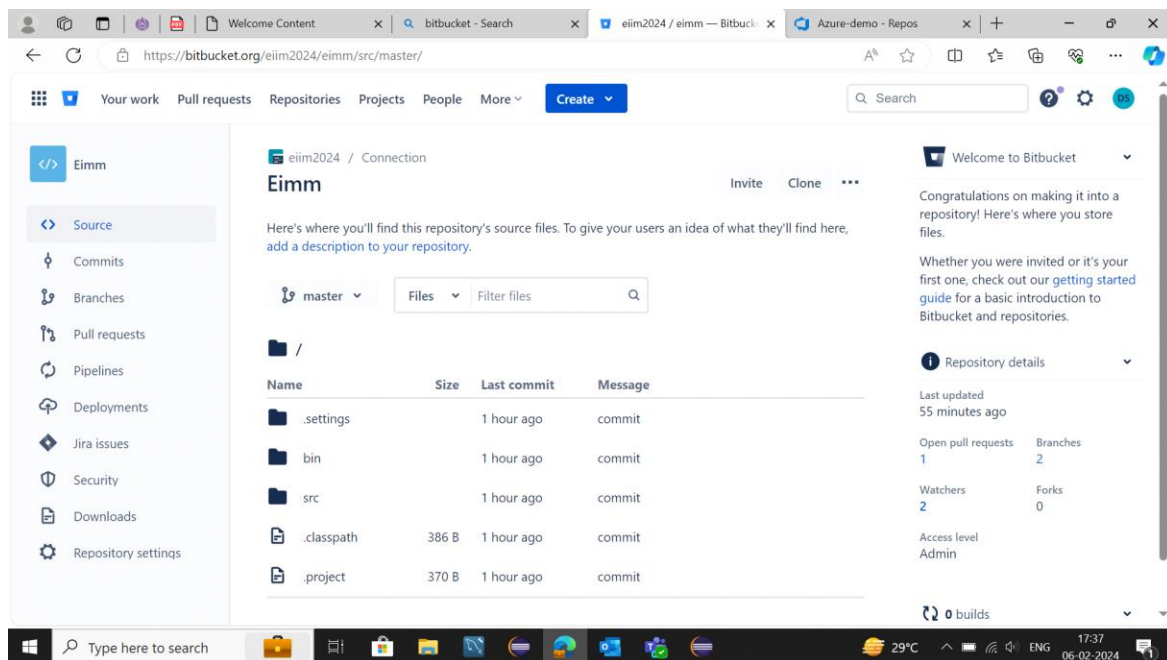 Welcome Content
bitbucket - Search
eiim2024 / eimm — Bitbuck
Azure-demo - Repos
https://bitbucket.org/eiim2024/eimm/src/master/
Your work Pull requests Repositories Projects People More Create Search DS
</> Eimm
Source
Commits
Branches
Pull requests
Pipelines
Deployments
Jira issues
Security
Downloads
Repository settings
eiim2024 / Connection
Eimm
Invite Clone
Here's where you'll find this repository's source files. To give your users an idea of what they'll find here,
add a description to your repository.
master Files Filter files
/
Name Size Last commit Message
.settings 1 hour ago commit
bin 1 hour ago commit
src 1 hour ago commit
.classpath 386 B 1 hour ago commit
.project 370 B 1 hour ago commit
Welcome to Bitbucket
Congratulations on making it into a
repository! Here's where you store
files.
Whether you were invited or it's your
first one, check out our getting started
guide for a basic introduction to
Bitbucket and repositories.
Repository details
Last updated
55 minutes ago
Open pull requests Branches
1 2
Watchers Forks
2 0
Access level
Admin
0 builds
Type here to search
29°C ENG 17:37
06-02-2024